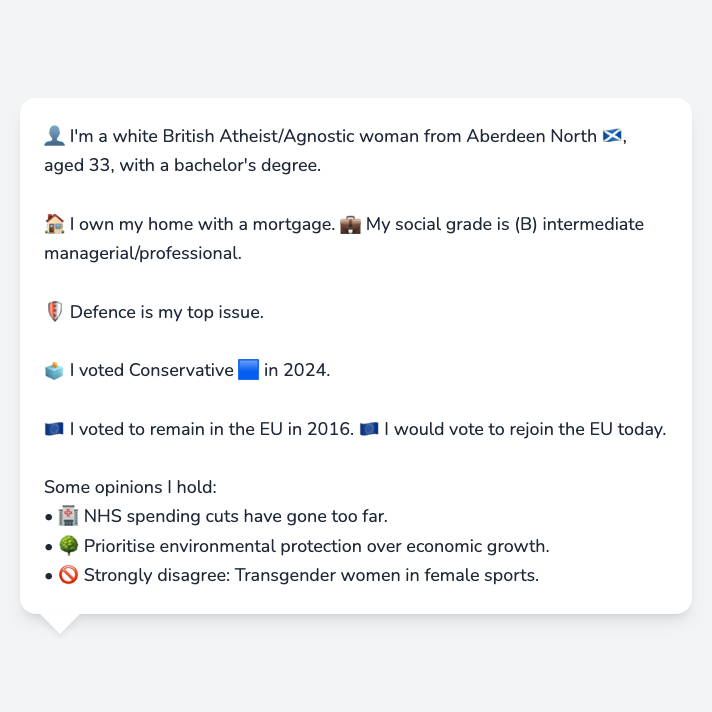 👤 I'm a white British Atheist/Agnostic woman from Aberdeen North 🏴󠁧󠁢󠁳󠁣󠁴󠁿,
aged 33, with a bachelor's degree.
🏠 I own my home with a mortgage. 💼 My social grade is (B) intermediate
managerial/professional.
🛡️ Defence is my top issue.
🗳️ I voted Conservative 🟦 in 2024.
🇪🇺 I voted to remain in the EU in 2016. 🇪🇺 I would vote to rejoin the EU today.
Some opinions I hold:
• 🏥 NHS spending cuts have gone too far.
• 🌳 Prioritise environmental protection over economic growth.
• 🚫 Strongly disagree: Transgender women in female sports.